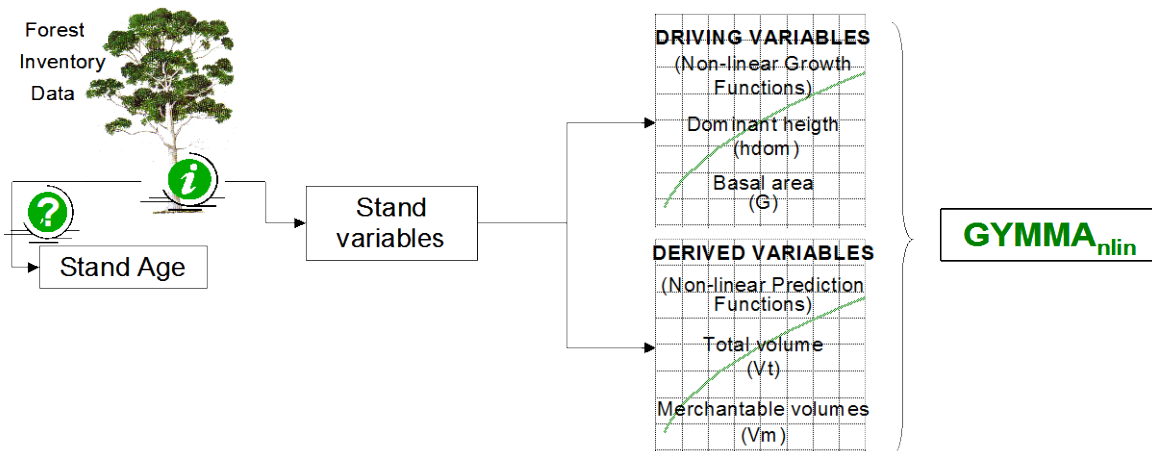 Forest
Inventory
Data
i
?
Stand Age
Stand
variables
DRIVING VARIABLES
(Non-linear Growth
Functions)
Dominant heigth
(hdom)
Basal area
(G)
DERIVED VARIABLES
(Non-linear Prediction
Functions)
Total volume
(Vt)
Merchantable volumes
(Vm)
GYMMAnlin